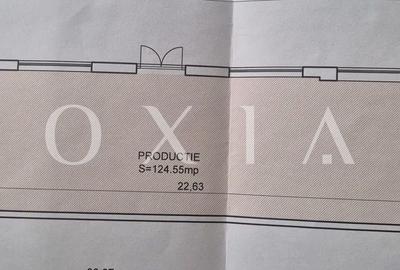 OXIA
PRODUCTIE
S=124.55mp
22,63